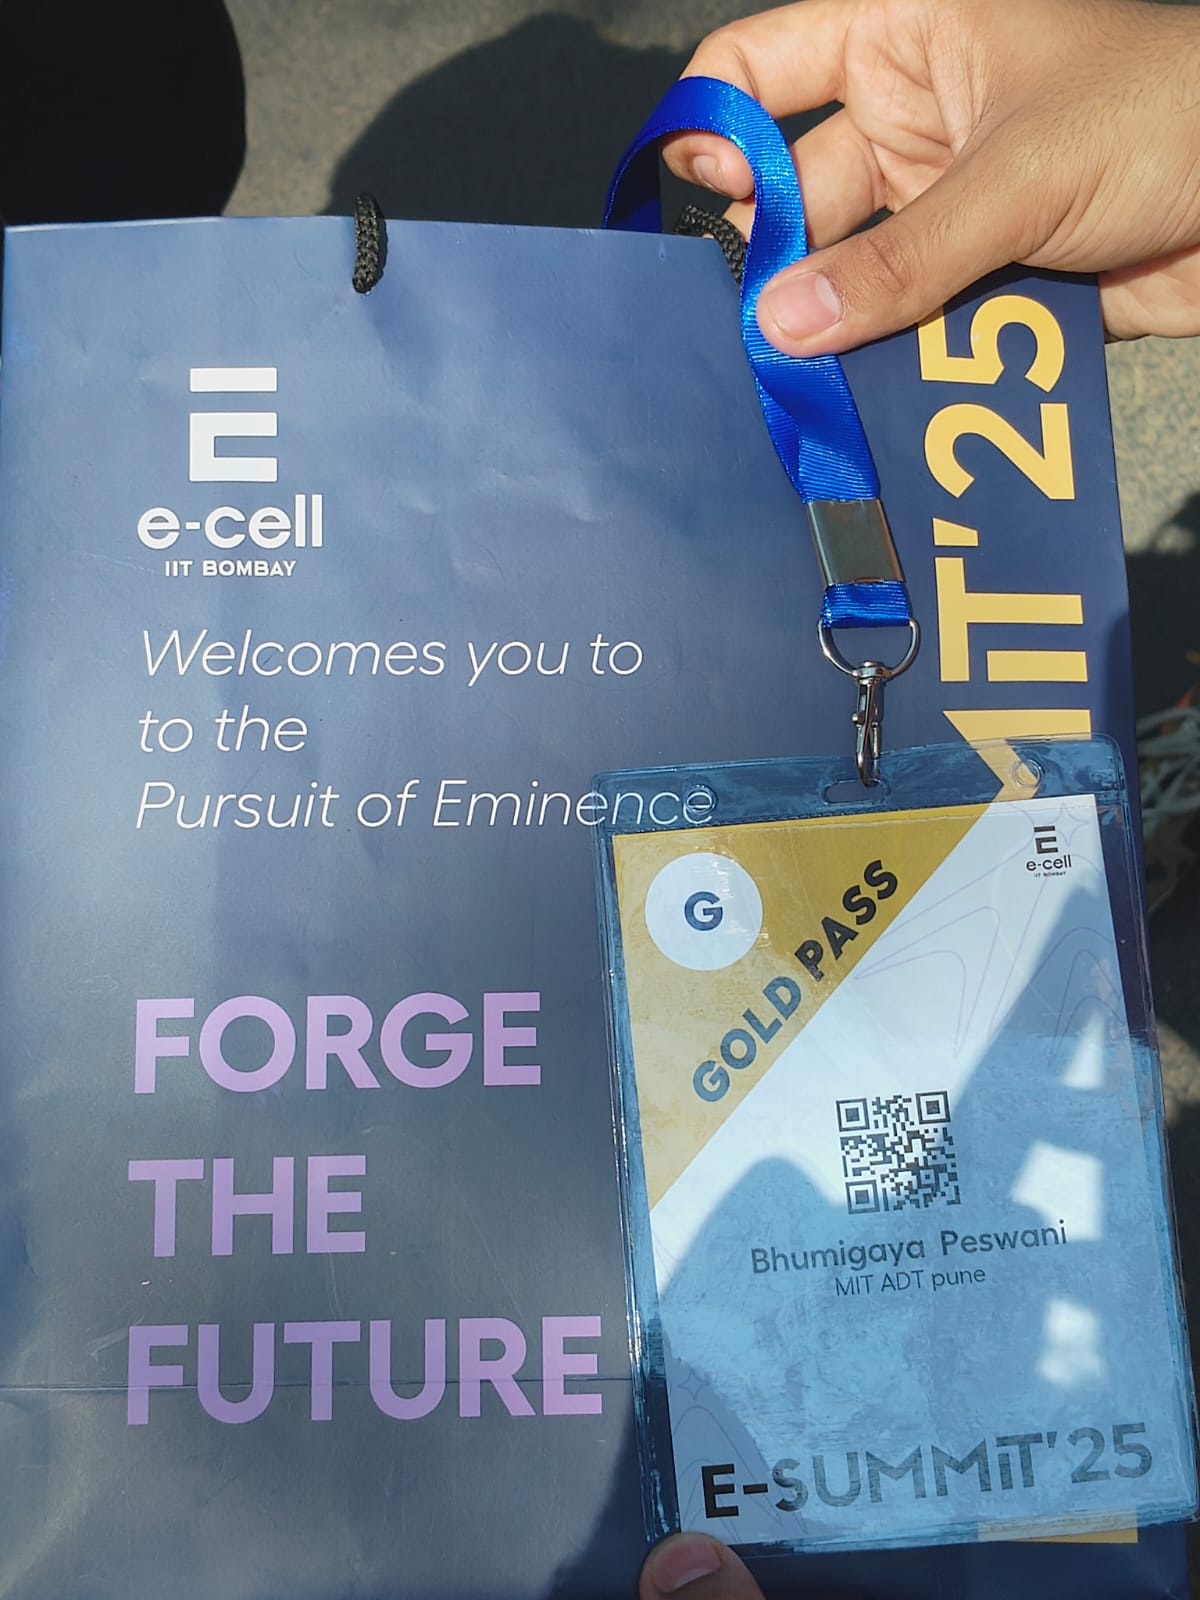 e-cell
IIT BOMBAY
Welcomes you to
to the
Pursuit of Eminence
FORGE
THE
FUTURE
MiT'25
G
GOLD PASS
E
e-cell
IIT BOMBAY
Bhumigaya Peswani
MIT ADT pune
E-SUMMiT'25